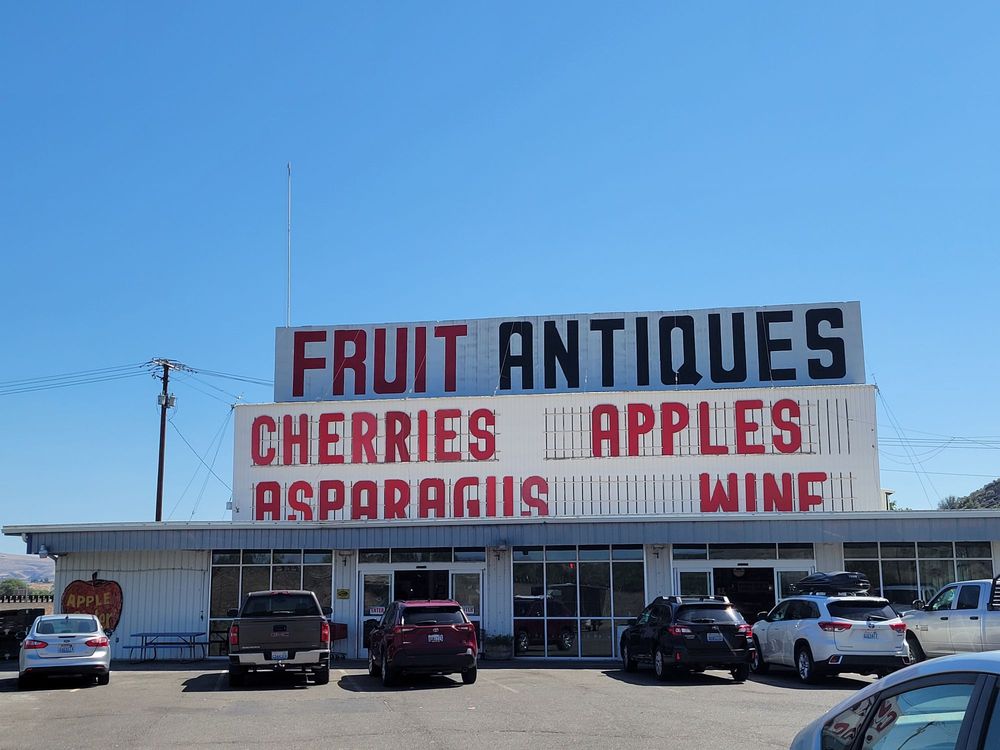 FRUIT ANTIQUES
CHERRIES APPLES
ASPARAGUS WINE
APPLE